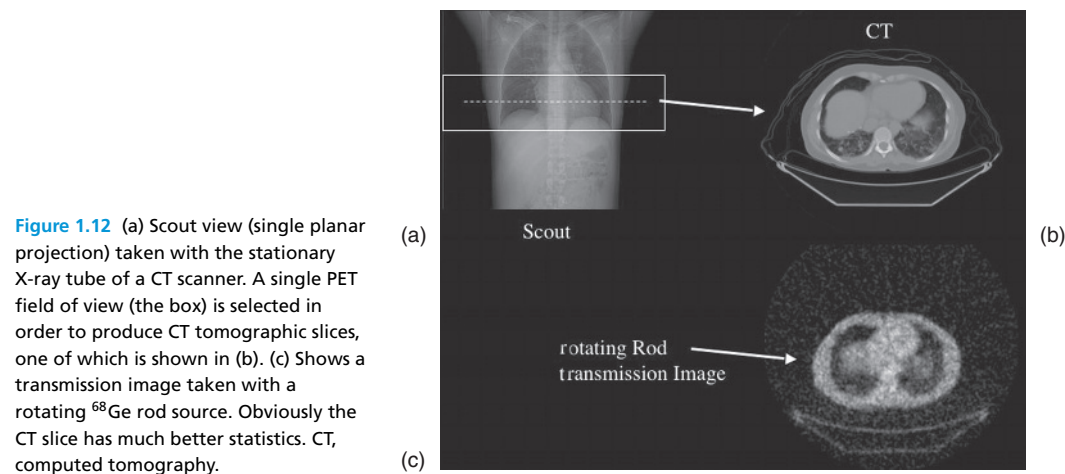 Figure 1.12 (a) Scout view (single planar
projection) taken with the stationary
X-ray tube of a CT scanner. A single PET
field of view (the box) is selected in
order to produce CT tomographic slices,
one of which is shown in (b). (c) Shows a
transmission image taken with a
rotating ⁶⁸Ge rod source. Obviously the
CT slice has much better statistics. CT,
computed tomography.
(a)
Scout
CT
(b)
rotating Rod
transmission Image
(c)